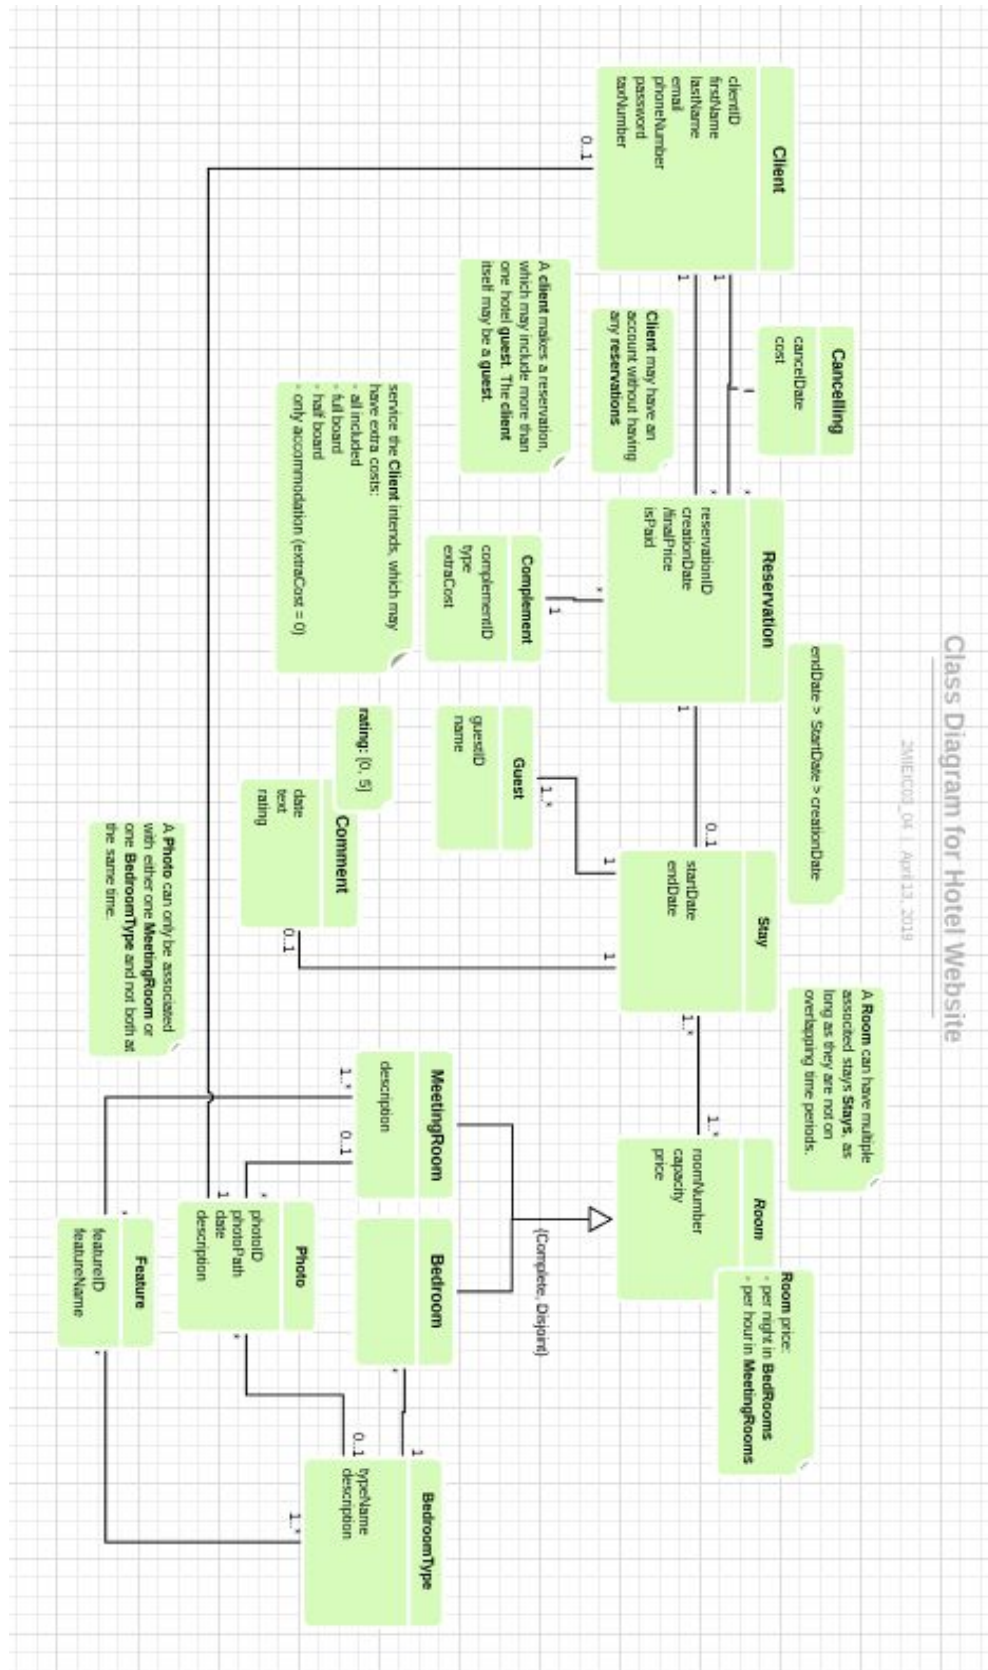 Class Diagram for Hotel Website
2MIEIC03_04 | April 13, 2019
Client
clientID
firstName
lastName
email
phoneNumber
password
taxNumber
0..1
1
1
Cancelling
cancelDate
cost
Client may have an
account without having
any reservations
A client makes a reservation,
which may include more than
one hotel guest. The client
itself may be a guest.
service the Client intends, which may
have extra costs:
- all included
- full board
- half board
- only accommodation (extraCost = 0)
*
*
Reservation
reservationID
creationDate
/finalPrice
isPaid
*
1
1
0..1
Complement
complementID
type
extraCost
endDate > StartDate > creationDate
Guest
guestID
name
1..*
1
rating: [0, 5]
Comment
date
text
rating
0..1
1
Stay
startDate
endDate
1..*
1..*
A Room can have multiple
associted stays Stays, as
long as they are not on
overlapping time periods.
Room
roomNumber
capacity
price
Room price:
- per night in BedRooms
- per hour in MeetingRooms
{Complete, Disjoint}
MeetingRoom
description
1..*
0..1
Bedroom
*
1
A Photo can only be associated
with either one MeetingRoom or
one BedroomType and not both at
the same time.
Photo
photoID
photoPath
date
description
1
*
*
0..1
Feature
featureID
featureName
*
*
BedroomType
typeName
description
1..*